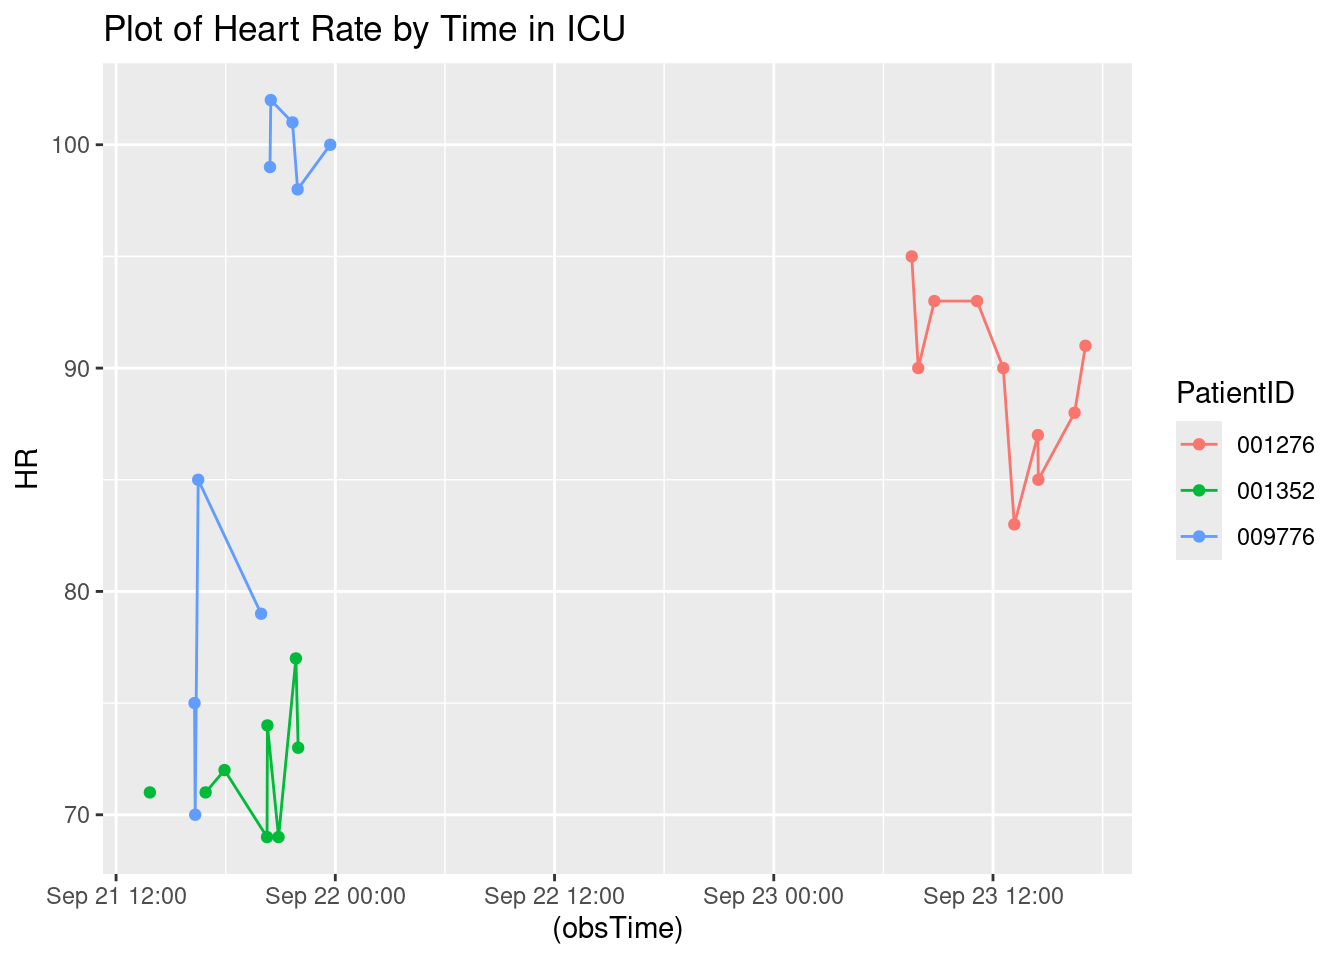 Plot of Heart Rate by Time in ICU
100
90
80
70
HR
Sep 21 12:00
Sep 22 00:00
Sep 22 12:00
Sep 23 00:00
Sep 23 12:00
(obsTime)
PatientID
001276
001352
009776